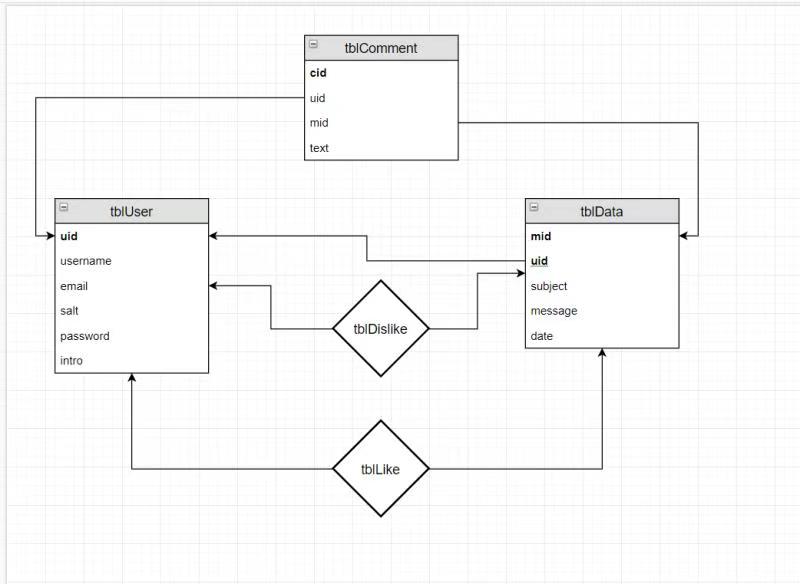 tblComment
cid
uid
mid
text
tblUser
uid
username
email
salt
password
intro
tblData
mid
uid
subject
message
date
tblDislike
tblLike